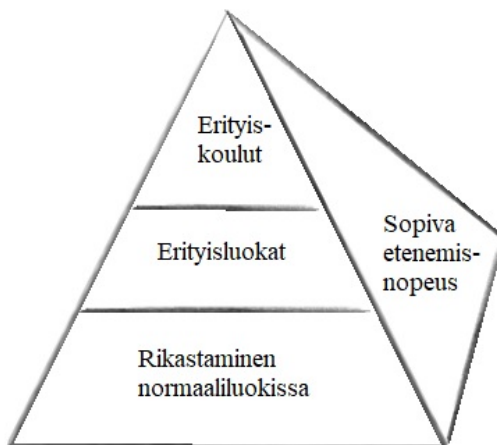 Erityis-
koulut
Erityisluokat
Rikastaminen
normaaliluokissa
Sopiva
etenemis-
nopeus